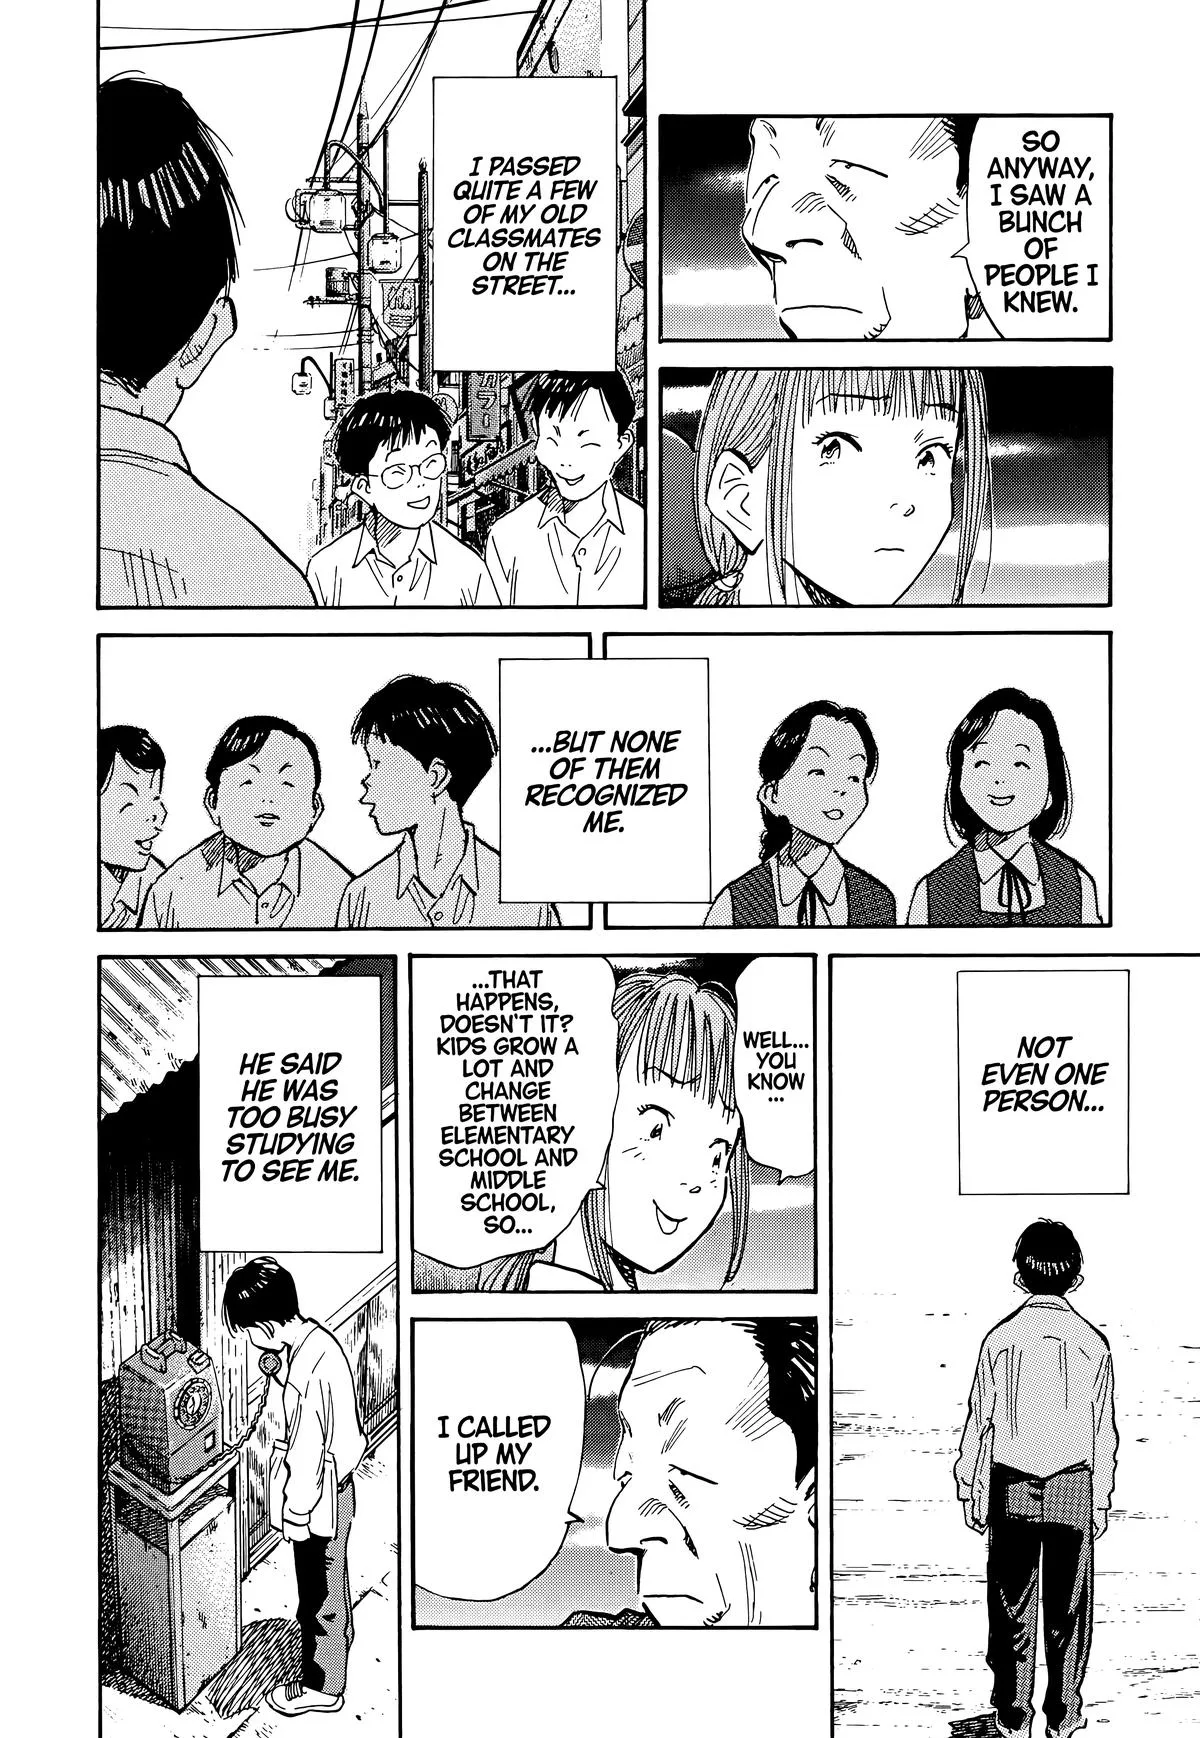 SO
ANYWAY,
I SAW A
BUNCH
OF
PEOPLE I
KNEW.
I PASSED
QUITE A FEW
OF MY OLD
CLASSMATES
ON THE
STREET...
...BUT NONE
OF THEM
RECOGNIZED
ME.
NOT
EVEN ONE
PERSON...
WELL...
YOU
KNOW
...
...THAT
HAPPENS,
DOESN'T IT?
KIDS GROW A
LOT AND
CHANGE
BETWEEN
ELEMENTARY
SCHOOL AND
MIDDLE
SCHOOL,
SO...
I CALLED
UP MY
FRIEND.
HE SAID
HE WAS
TOO BUSY
STUDYING
TO SEE ME.